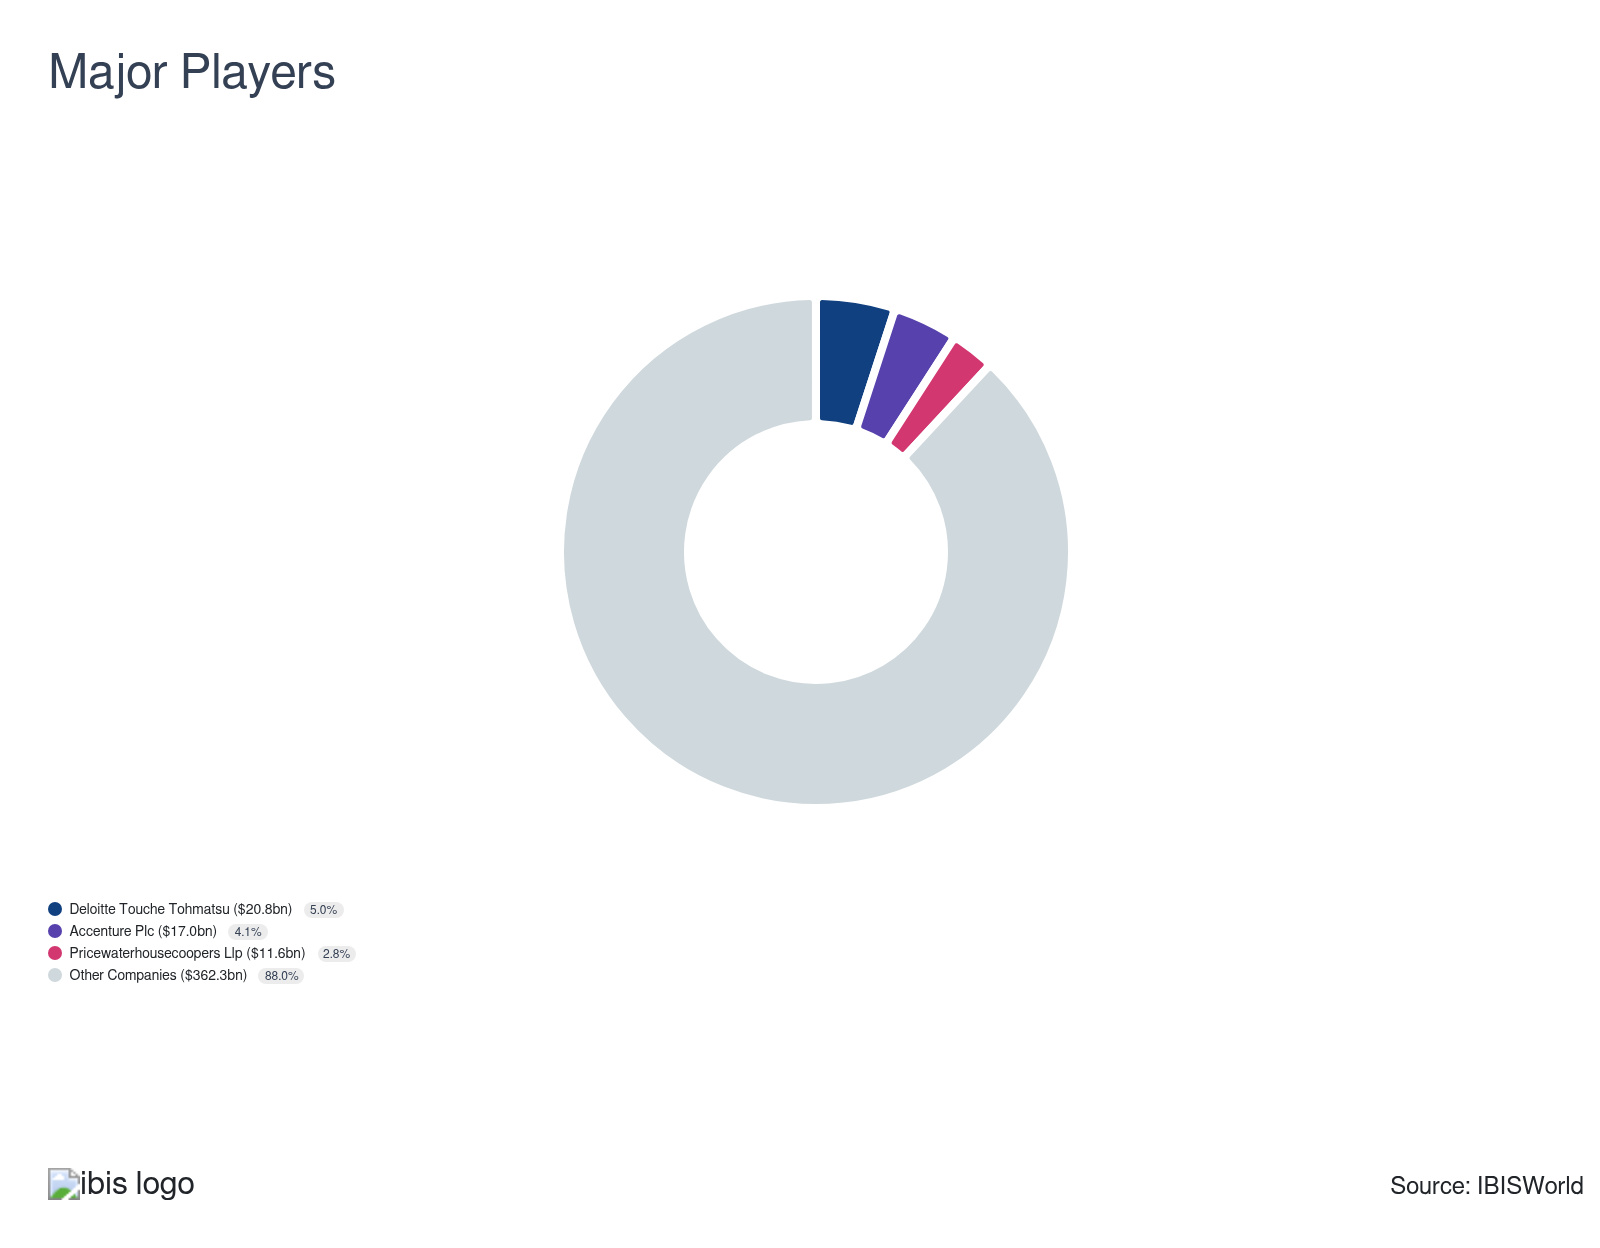 Major Players
Deloitte Touche Tohmatsu ($20.8bn) 5.0%
Accenture Plc ($17.0bn) 4.1%
Pricewaterhousecoopers Llp ($11.6bn) 2.8%
Other Companies ($362.3bn) 88.0%
ibis logo
Source: IBISWorld